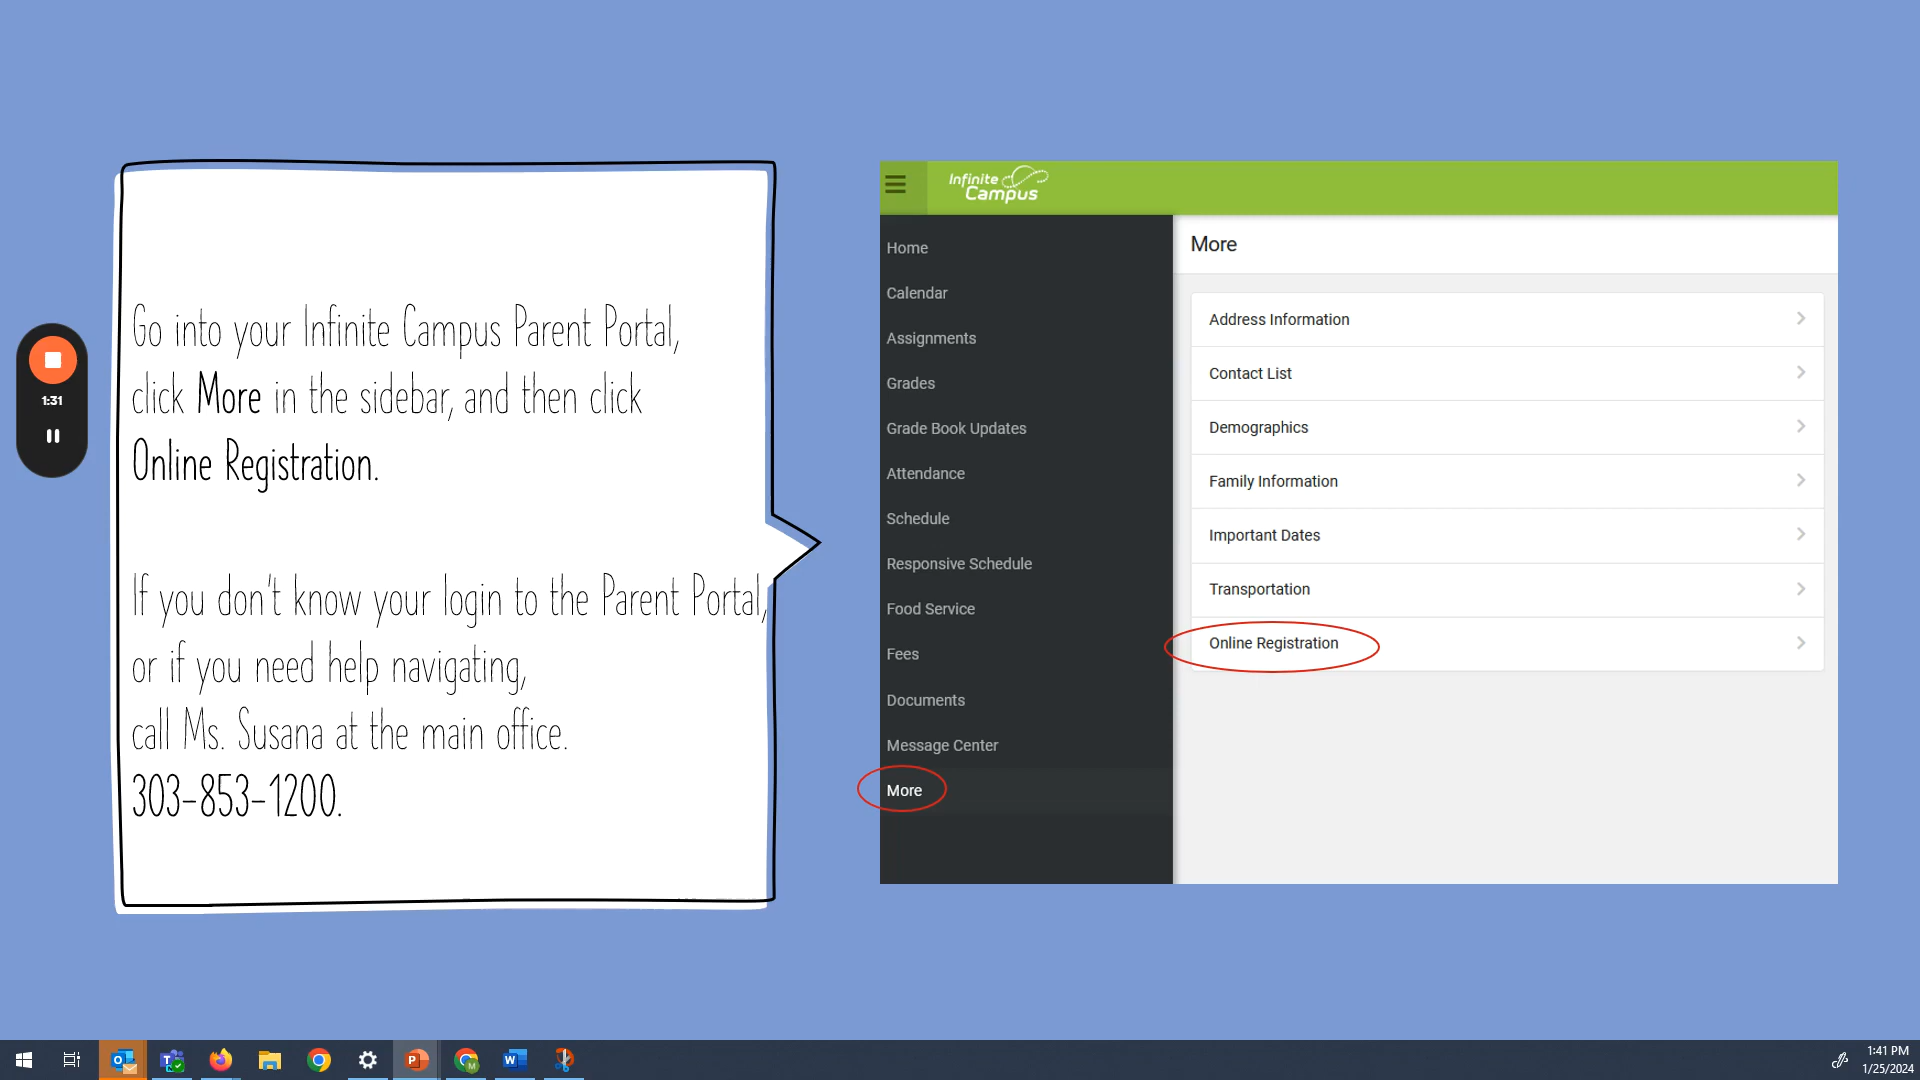 Go into your Infinite Campus Parent Portal,
click More in the sidebar, and then click
Online Registration.
If you don't know your login to the Parent Portal,
or if you need help navigating,
call Ms. Susana at the main office.
303-853-1200.
1:31
Infinite
Campus
Home
Calendar
Assignments
Grades
Grade Book Updates
Attendance
Schedule
Responsive Schedule
Food Service
Fees
Documents
Message Center
More
More
Address Information
Contact List
Demographics
Family Information
Important Dates
Transportation
Online Registration
1:41 PM
1/25/2024